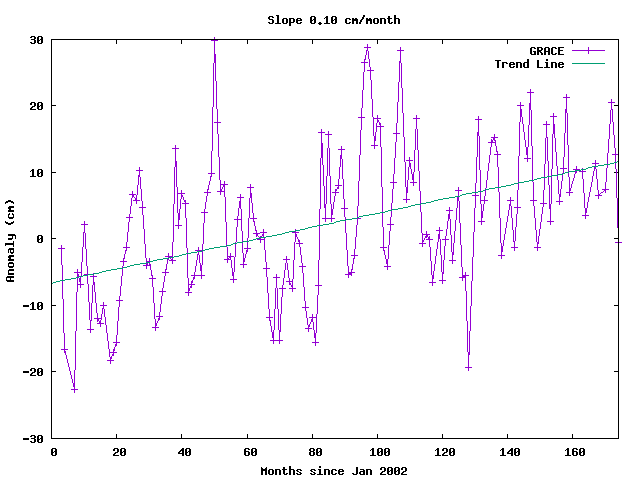 Slope 0.10 cm/month
GRACE
Trend Line
Anomaly (cm)
30
20
10
0
-10
-20
-30
0 20 40 60 80 100 120 140 160
Months since Jan 2002